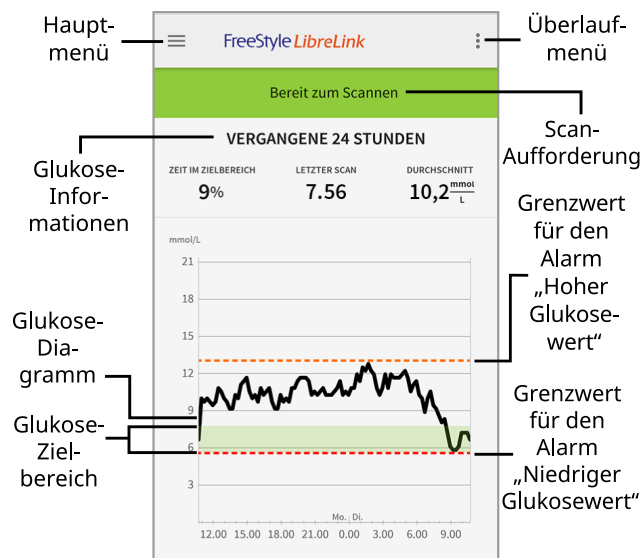 Haupt-
menü
FreeStyle LibreLink
Überlauf-
menü
Bereit zum Scannen
Scan-
Aufforderung
VERGANGENE 24 STUNDEN
Glukose-
Infor-
mationen
ZEIT IM ZIELBEREICH
LETZTER SCAN
DURCHSCHNITT
9%
7.56
10,2 mmol
L
Grenzwert
für den
Alarm
„Hoher
Glukose-
wert“
mmol/L
21
18
15
12
9
6
3
Glukose-
Dia-
gramm
Glukose-
Ziel-
bereich
Grenzwert
für den
Alarm
„Niedriger
Glukosewert“
Mo. Di.
12.00 15.00 18.00 21.00 0.00 3.00 6.00 9.00